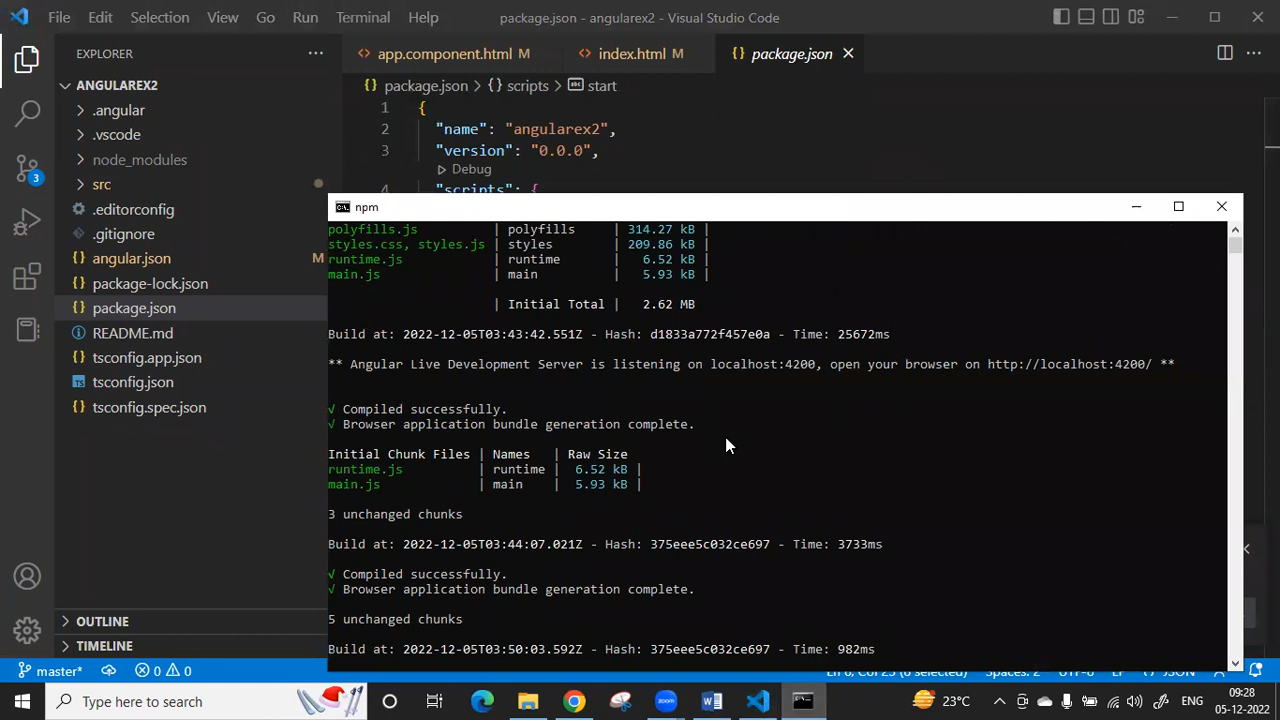 File Edit Selection View Go Run Terminal Help package.json - angularex2 - Visual Studio Code
EXPLORER
app.component.html M
index.html M
package.json
ANGULAREX2
package.json > scripts > start
.angular
.vscode
node_modules
src
.editorconfig
.gitignore
angular.json M
package-lock.json
package.json
README.md
tsconfig.app.json
tsconfig.json
tsconfig.spec.json
OUTLINE
TIMELINE
3
1 {
2 "name": "angularex2",
3 "version": "0.0.0",
Debug
4 "scripts": {
npm
polyfills.js | polyfills | 314.27 kB |
styles.css, styles.js | styles | 209.86 kB |
runtime.js | runtime | 6.52 kB |
main.js | main | 5.93 kB |
| Initial Total | 2.62 MB
Build at: 2022-12-05T03:43:42.551Z - Hash: d1833a772f457e0a - Time: 25672ms
** Angular Live Development Server is listening on localhost:4200, open your browser on http://localhost:4200/ **
√ Compiled successfully.
√ Browser application bundle generation complete.
Initial Chunk Files | Names | Raw Size
runtime.js | runtime | 6.52 kB |
main.js | main | 5.93 kB |
3 unchanged chunks
Build at: 2022-12-05T03:44:07.021Z - Hash: 375eee5c032ce697 - Time: 3733ms
√ Compiled successfully.
√ Browser application bundle generation complete.
5 unchanged chunks
Build at: 2022-12-05T03:50:03.592Z - Hash: 375eee5c032ce697 - Time: 982ms
master* 0 0
Type here to search
zoom
23°C
ENG
09:28
05-12-2022